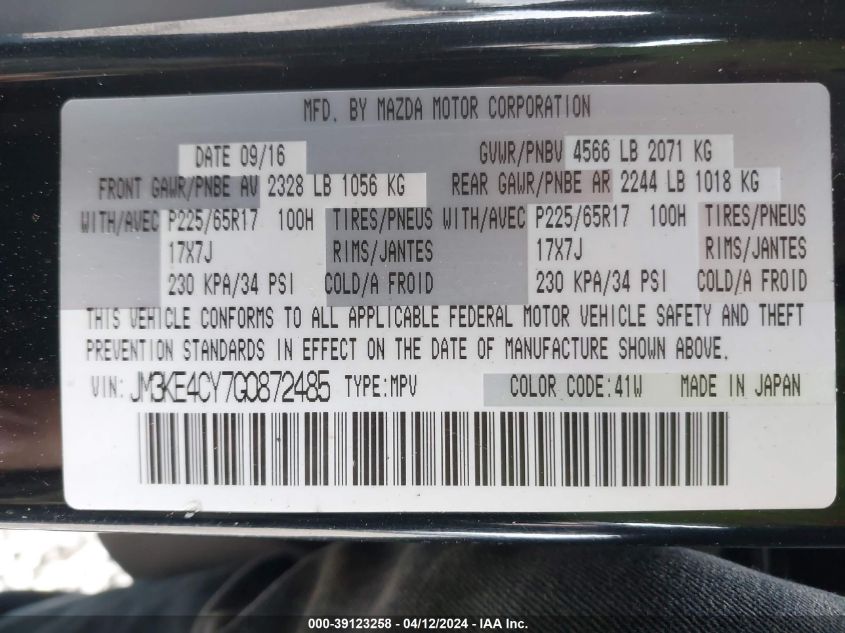 MFD. BY MAZDA MOTOR CORPORATION
DATE 09/16 GVWR/PNBV 4566 LB 2071 KG
FRONT GAWR/PNBE AV 2328 LB 1056 KG REAR GAWR/PNBE AR 2244 LB 1018 KG
WITH/AVEC P225/65R17 100H TIRES/PNEUS WITH/AVEC P225/65R17 100H TIRES/PNEUS
17X7J RIMS/JANTES 17X7J RIMS/JANTES
230 KPA/34 PSI COLD/A FROID 230 KPA/34 PSI COLD/A FROID
THIS VEHICLE CONFORMS TO ALL APPLICABLE FEDERAL MOTOR VEHICLE SAFETY AND THEFT
PREVENTION STANDARDS IN EFFECT ON THE DATE OF MANUFACTURE SHOWN ABOVE.
VIN: JM3KE4CY7G0872485 TYPE:MPV COLOR CODE:41W MADE IN JAPAN
000-39123258 - 04/12/2024 - IAA Inc.